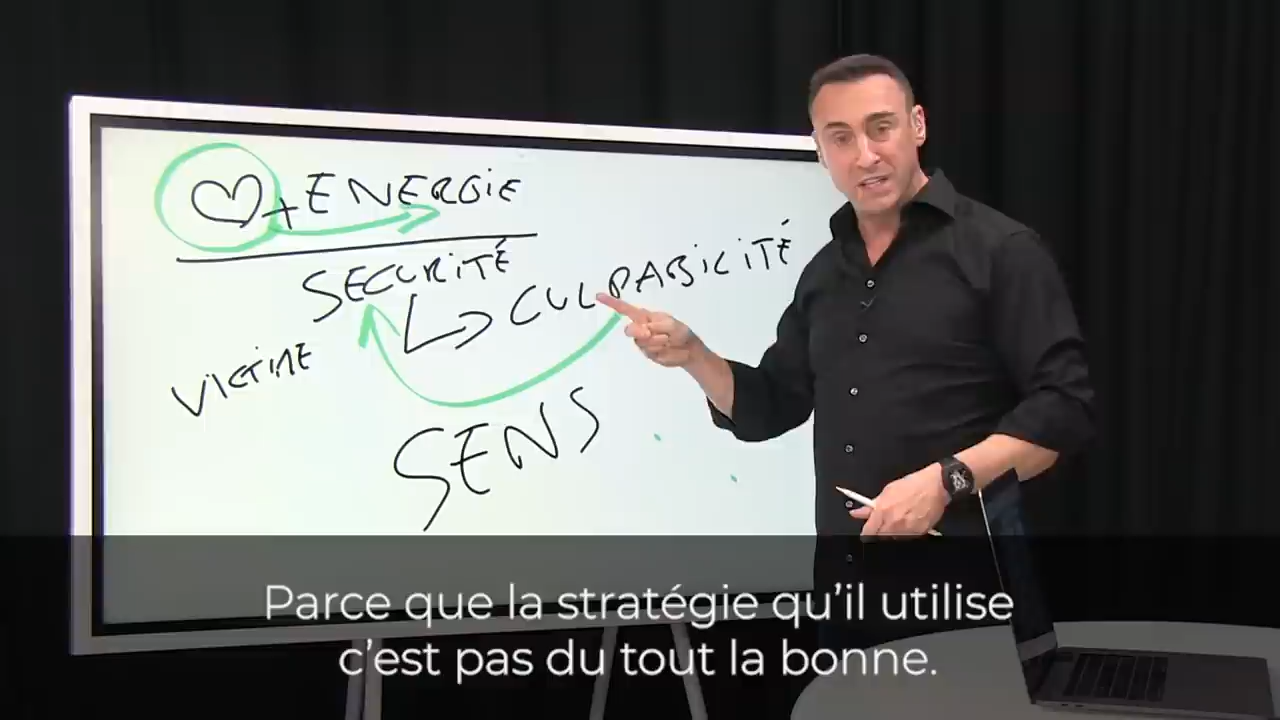 + ENERGIE
SECURITÉ
CULPABILITÉ
VICTIME
SENS
Parce que la stratégie qu'il utilise
c'est pas du tout la bonne.